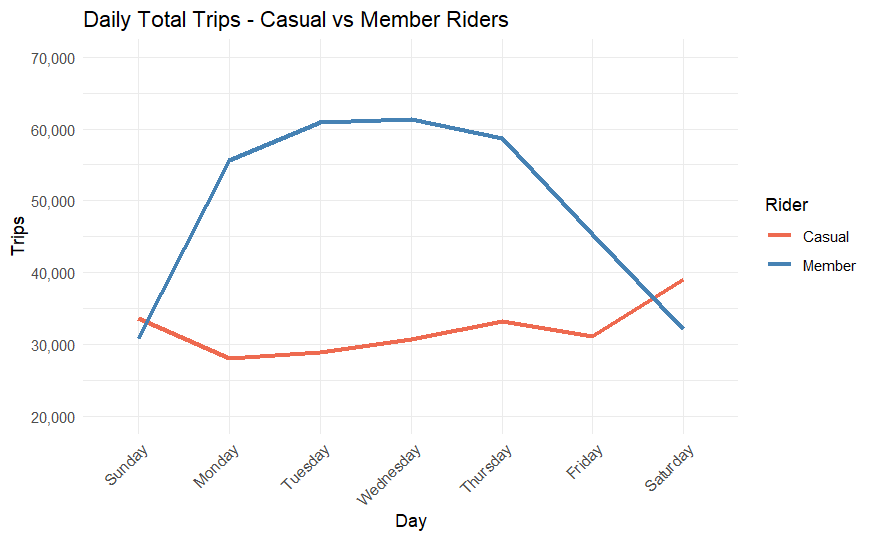 Daily Total Trips - Casual vs Member Riders
70,000
60,000
50,000
40,000
30,000
20,000
Trips
Sunday
Monday
Tuesday
Wednesday
Thursday
Friday
Saturday
Day
Rider
Casual
Member